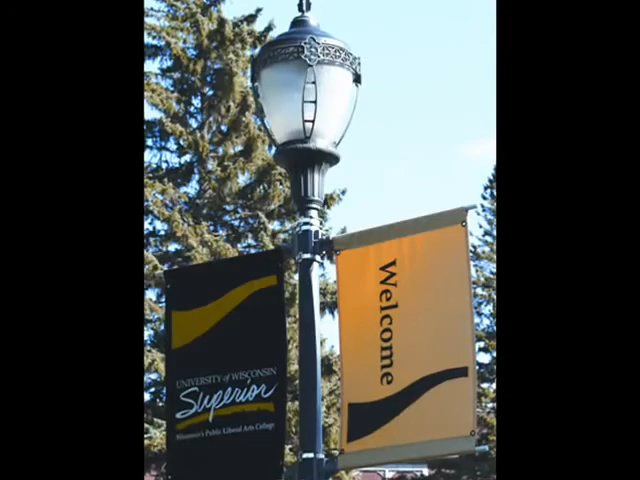 UNIVERSITY of WISCONSIN
Superior
Wisconsin's Public Liberal Arts College
Welcome